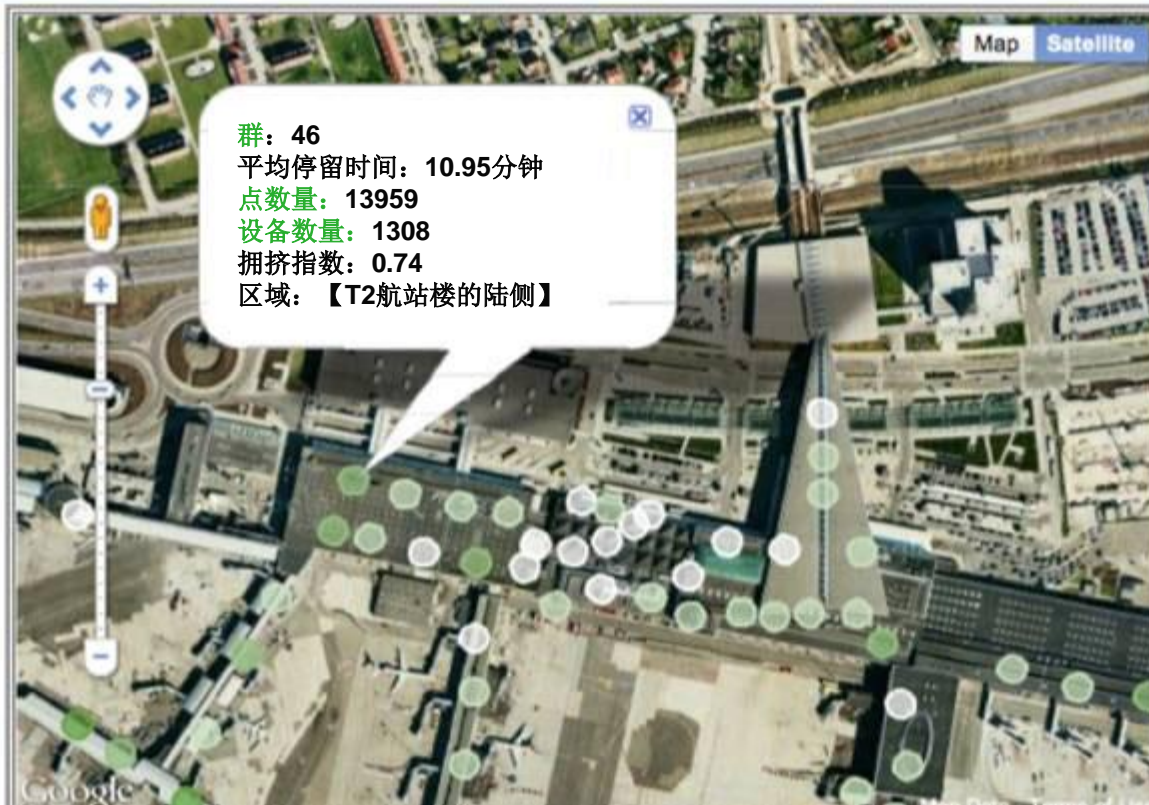 Map Satellite
群：46
平均停留时间：10.95分钟
点数量：13959
设备数量：1308
拥挤指数：0.74
区域：【T2航站楼的陆侧】
Google